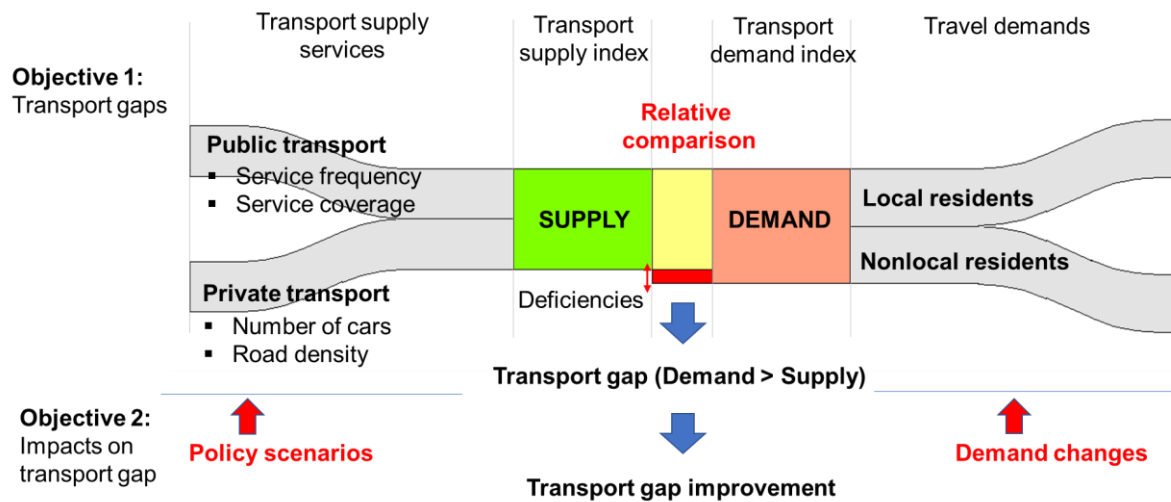 Transport supply
services
Transport
supply index
Transport
demand index
Travel demands
Objective 1:
Transport gaps
Relative
comparison
Public transport
▪ Service frequency
▪ Service coverage
SUPPLY
DEMAND
Local residents
Nonlocal residents
Private transport
▪ Number of cars
▪ Road density
Deficiencies
Transport gap (Demand > Supply)
Objective 2:
Impacts on
transport gap
Policy scenarios
Demand changes
Transport gap improvement